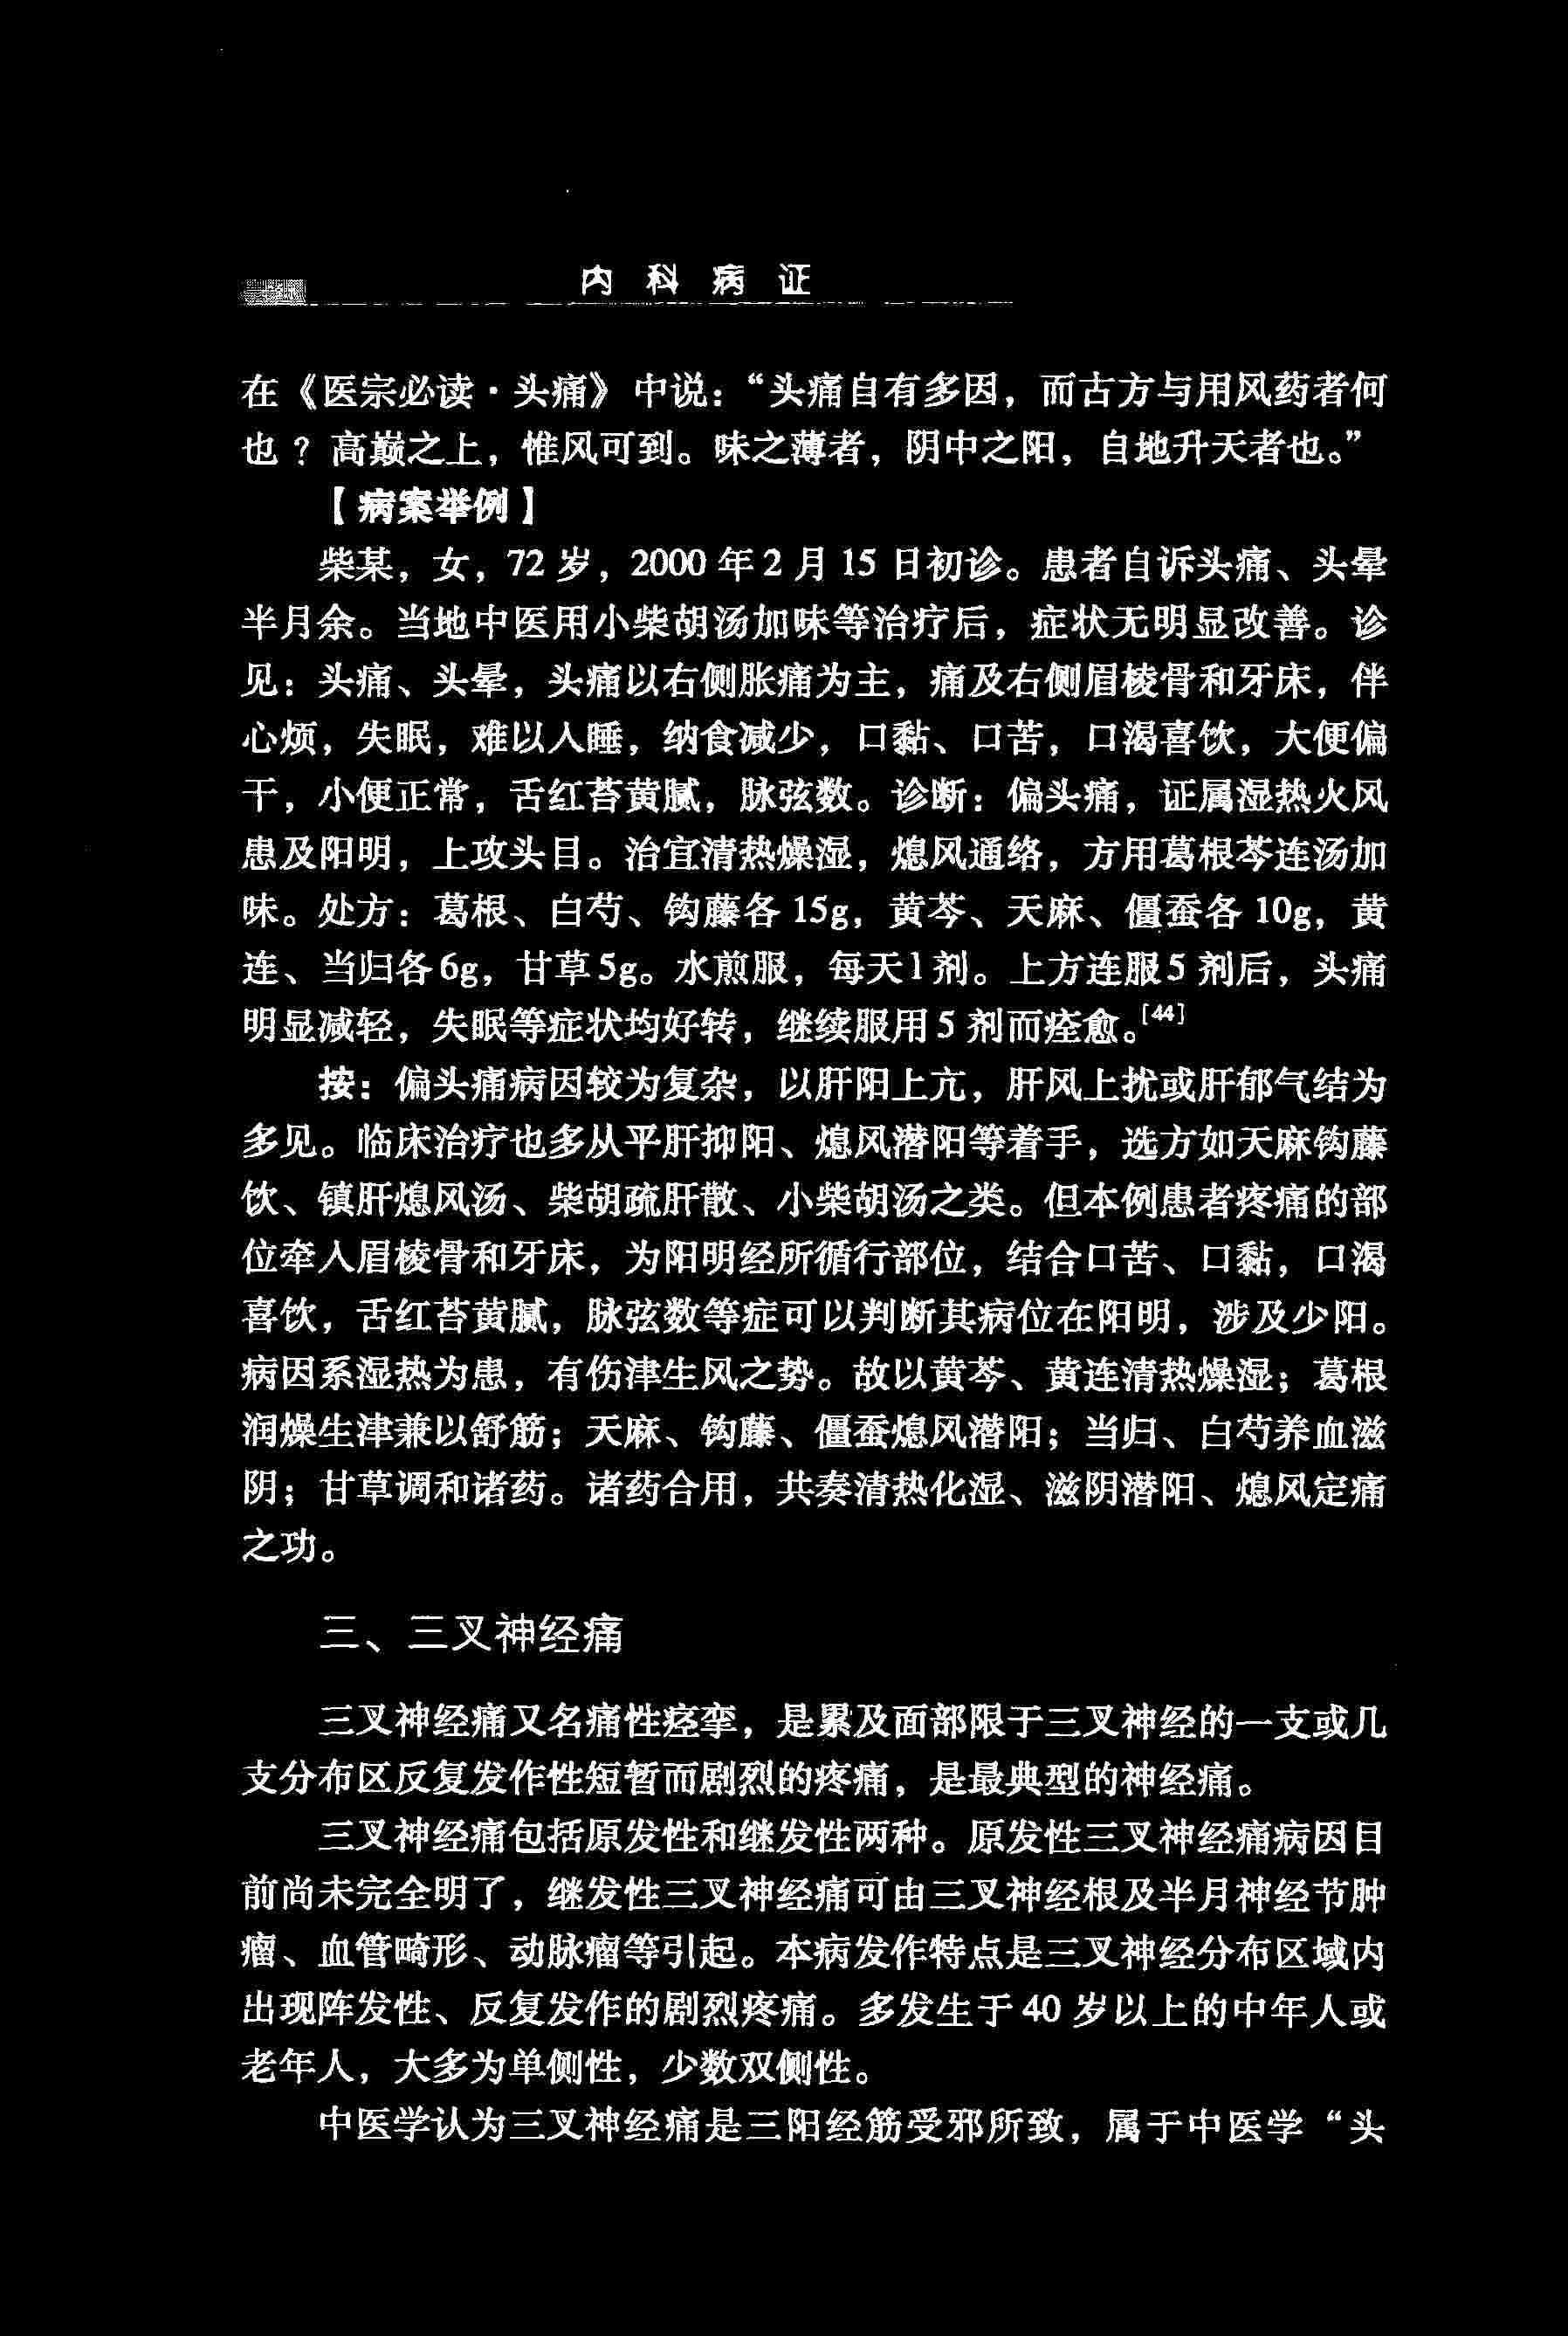 内科病证
在《医宗必读·头痛》中说：“头痛自有多因，而古方与用风药者何
也？高巅之上，惟风可到。味之薄者，阴中之阳，自地升天者也。”
【病案举例】
柴某，女，72岁，2000年2月15日初诊。患者自诉头痛、头晕
半月余。当地中医用小柴胡汤加味等治疗后，症状无明显改善。诊
见：头痛、头晕，头痛以右侧胀痛为主，痛及右侧眉棱骨和牙床，伴
心烦，失眠，难以入睡，纳食减少，口黏、口苦，口渴喜饮，大便偏
干，小便正常，舌红苔黄腻，脉弦数。诊断：偏头痛，证属湿热火风
患及阳明，上攻头目。治宜清热燥湿，熄风通络，方用葛根芩连汤加
味。处方：葛根、白芍、钩藤各15g，黄芩、天麻、僵蚕各10g，黄
连、当归各6g，甘草5g。水煎服，每天1剂。上方连服5剂后，头痛
明显减轻，失眠等症状均好转，继续服用5剂而痊愈。[44]
按：偏头痛病因较为复杂，以肝阳上亢，肝风上扰或肝郁气结为
多见。临床治疗也多从平肝抑阳、熄风潜阳等着手，选方如天麻钩藤
饮、镇肝熄风汤、柴胡疏肝散、小柴胡汤之类。但本例患者疼痛的部
位牵入眉棱骨和牙床，为阳明经所循行部位，结合口苦、口黏，口渴
喜饮，舌红苔黄腻，脉弦数等症可以判断其病位在阳明，涉及少阳。
病因系湿热为患，有伤津生风之势。故以黄芩、黄连清热燥湿；葛根
润燥生津兼以舒筋；天麻、钩藤、僵蚕熄风潜阳；当归、白芍养血滋
阴；甘草调和诸药。诸药合用，共奏清热化湿、滋阴潜阳、熄风定痛
之功。
三、三叉神经痛
三叉神经痛又名痛性痉挛，是累及面部限于三叉神经的一支或几
支分布区反复发作性短暂而剧烈的疼痛，是最典型的神经痛。
三叉神经痛包括原发性和继发性两种。原发性三叉神经痛病因目
前尚未完全明了，继发性三叉神经痛可由三叉神经根及半月神经节肿
瘤、血管畸形、动脉瘤等引起。本病发作特点是三叉神经分布区域内
出现阵发性、反复发作的剧烈疼痛。多发生于40岁以上的中年人或
老年人，大多为单侧性，少数双侧性。
中医学认为三叉神经痛是三阳经筋受邪所致，属于中医学“头